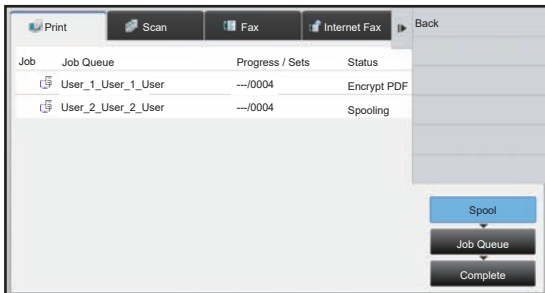 Print Scan Fax Internet Fax Back
Job Job Queue Progress / Sets Status
User_1_User_1_User ---/0004 Encrypt PDF
User_2_User_2_User ---/0004 Spooling
Spool
Job Queue
Complete